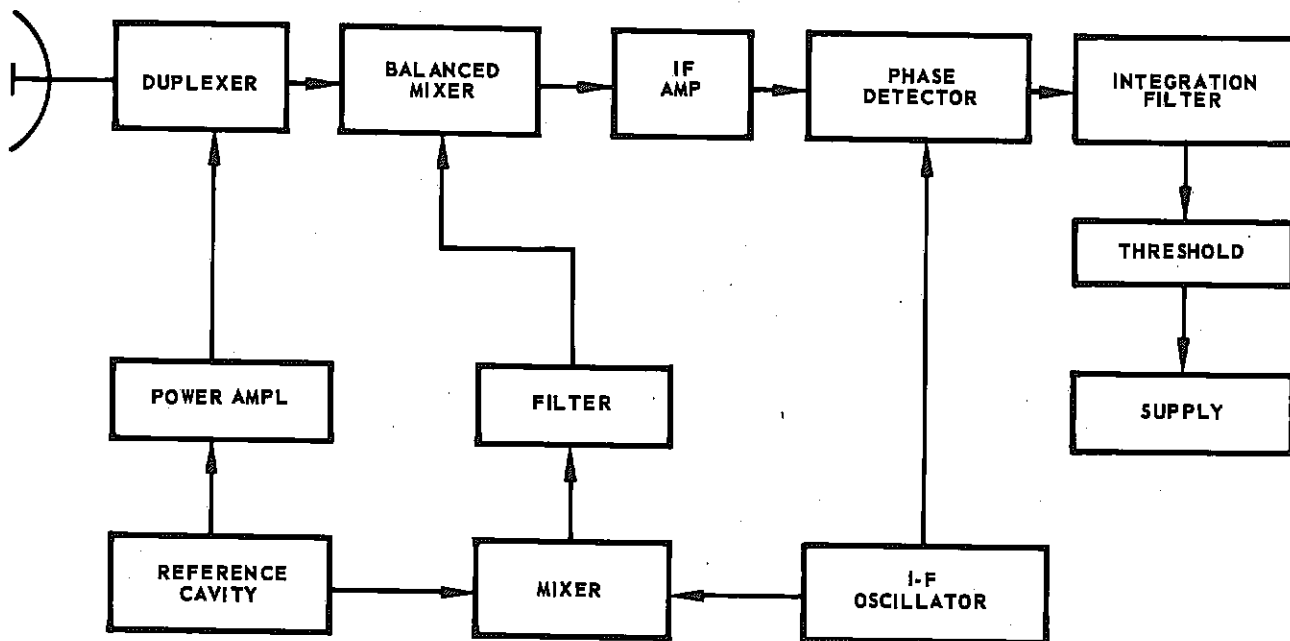 DUPLEXER
BALANCED
MIXER
IF
AMP
PHASE
DETECTOR
INTEGRATION
FILTER
THRESHOLD
POWER AMPL
FILTER
SUPPLY
REFERENCE
CAVITY
MIXER
I-F
OSCILLATOR